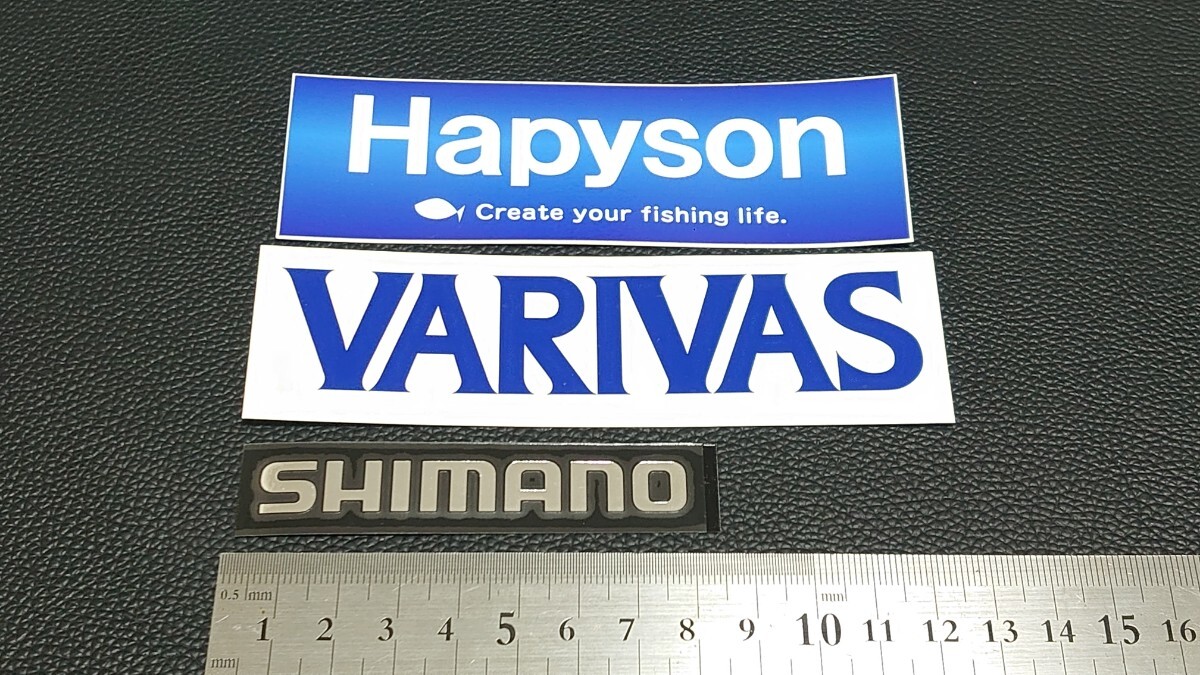 Hapyson
Create your fishing life.
VARIVAS
SHIMANO
0.5 mm mm
1 2 3 4 5 6 7 8 9 10 11 12 13 14 15 16
mm